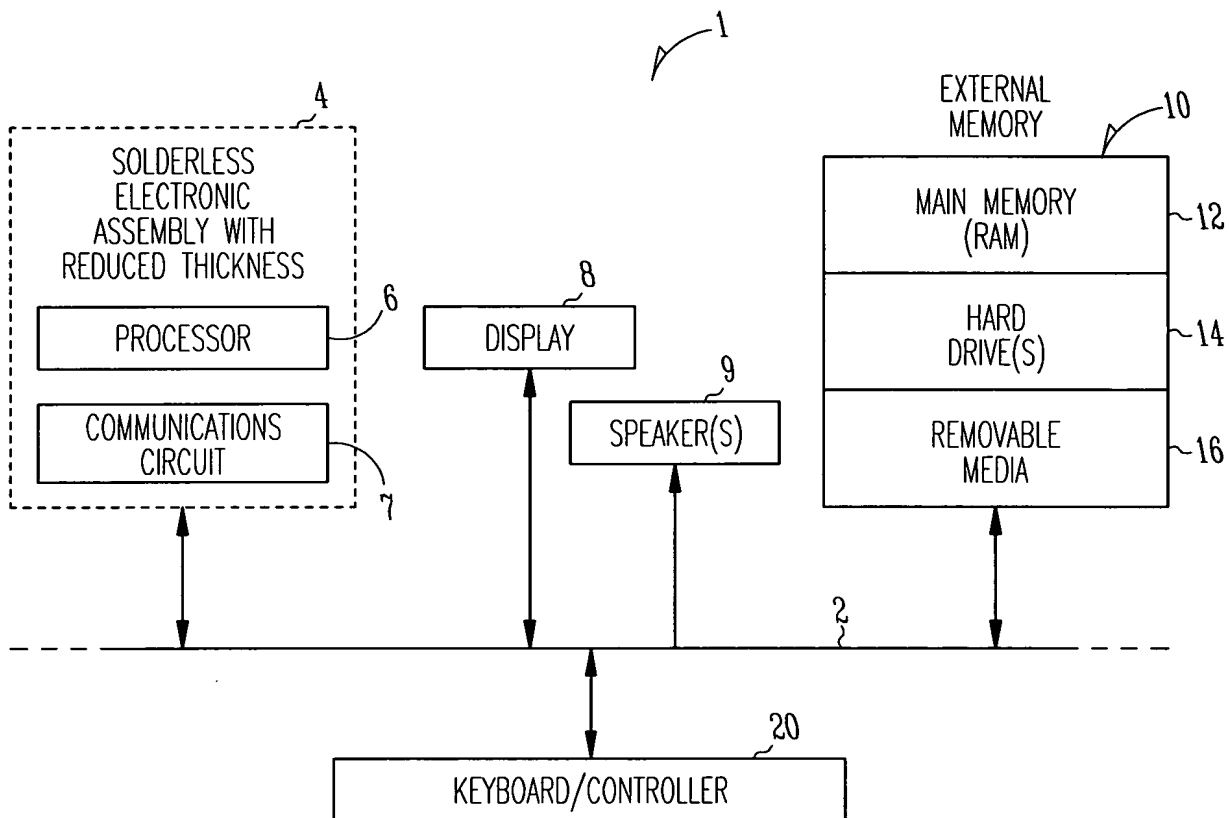 1
4
SOLDERLESS
ELECTRONIC
ASSEMBLY WITH
REDUCED THICKNESS
PROCESSOR
6
COMMUNICATIONS
CIRCUIT
7
8
DISPLAY
9
SPEAKER(S)
EXTERNAL
MEMORY
10
MAIN MEMORY
(RAM)
12
HARD
DRIVE(S)
14
REMOVABLE
MEDIA
16
2
20
KEYBOARD/CONTROLLER